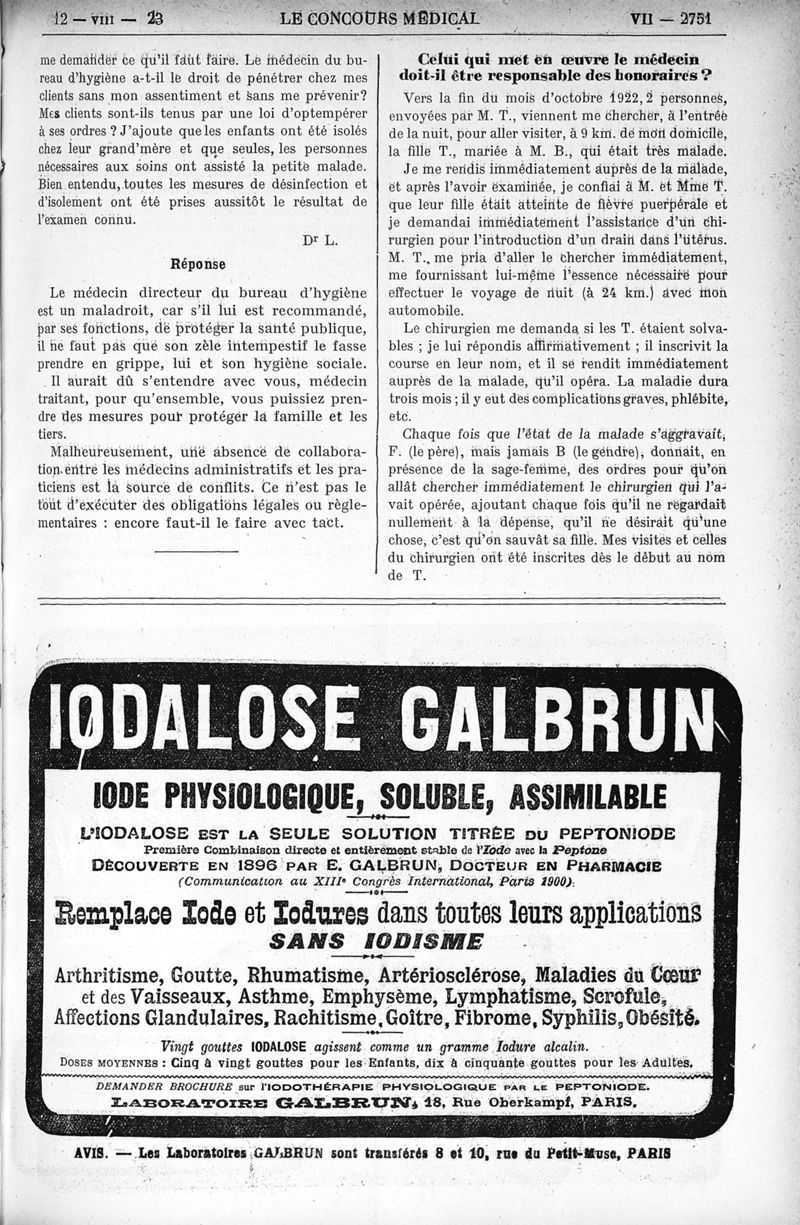 12 — VIII — 23
LE CONCOURS MÉDICAL
VII — 2751
me demander ce qu'il faut faire. Le médecin du bu-
reau d'hygiène a-t-il le droit de pénétrer chez mes
clients sans mon assentiment et sans me prévenir?
Mes clients sont-ils tenus par une loi d'optempérer
à ses ordres ? J'ajoute que les enfants ont été isolés
chez leur grand'mère et que seules, les personnes
nécessaires aux soins ont assisté la petite malade.
Bien entendu, toutes les mesures de désinfection et
d'isolement ont été prises aussitôt le résultat de
l'examen connu.
Dr L.
Réponse
Le médecin directeur du bureau d'hygiène
est un maladroit, car s'il lui est recommandé,
par ses fonctions, de protéger la santé publique,
il ne faut pas que son zèle intempestif le fasse
prendre en grippe, lui et son hygiène sociale.
Il aurait dû s'entendre avec vous, médecin
traitant, pour qu'ensemble, vous puissiez pren-
dre des mesures pour protéger la famille et les
tiers.
Malheureusement, une absence de collabora-
tion entre les médecins administratifs et les pra-
ticiens est la source de conflits. Ce n'est pas le
tout d'exécuter des obligations légales ou règle-
mentaires : encore faut-il le faire avec tact.
Celui qui met en œuvre le médecin
doit-il être responsable des honoraires ?
Vers la fin du mois d'octobre 1922, 2 personnes,
envoyées par M. T., viennent me chercher, à l'entrée
de la nuit, pour aller visiter, à 9 km. de mon domicile,
la fille T., mariée à M. B., qui était très malade.
Je me rendis immédiatement auprès de la malade,
et après l'avoir examinée, je confiai à M. et Mme T.
que leur fille était atteinte de fièvre puerpérale et
je demandai immédiatement l'assistance d'un chi-
rurgien pour l'introduction d'un drain dans l'utérus.
M. T., me pria d'aller le chercher immédiatement,
me fournissant lui-même l'essence nécessaire pour
effectuer le voyage de nuit (à 24 km.) avec mon
automobile.
Le chirurgien me demanda si les T. étaient solva-
bles ; je lui répondis affirmativement ; il inscrivit la
course en leur nom, et il se rendit immédiatement
auprès de la malade, qu'il opéra. La maladie dura
trois mois ; il y eut des complications graves, phlébite,
etc.
Chaque fois que l'état de la malade s'aggravait,
F. (le père), mais jamais B (le gendre), donnait, en
présence de la sage-femme, des ordres pour qu'on
allât chercher immédiatement le chirurgien qui l'a-
vait opérée, ajoutant chaque fois qu'il ne regardait
nullement à la dépense, qu'il ne désirait qu'une
chose, c'est qu'on sauvât sa fille. Mes visites et celles
du chirurgien ont été inscrites dès le début au nom
de T.
IODALOSE GALBRUN
IODE PHYSIOLOGIQUE, SOLUBLE, ASSIMILABLE
L'IODALOSE EST LA SEULE SOLUTION TITRÉE DU PEPTONIODE
Première Combinaison directe et entièrement stable de l'Iode avec la Peptone
DÉCOUVERTE EN 1896 PAR E. GALBRUN, DOCTEUR EN PHARMACIE
(Communication au XIIIe Congrès International, Paris 1900).
Remplace Iode et Iodures dans toutes leurs applications
SANS IODISME
Arthritisme, Goutte, Rhumatisme, Artériosclérose, Maladies du Cœur
et des Vaisseaux, Asthme, Emphysème, Lymphatisme, Scrofule,
Affections Glandulaires, Rachitisme, Goître, Fibrome, Syphilis, Obésité.
Vingt gouttes IODALOSE agissent comme un gramme Iodure alcalin.
DOSES MOYENNES : Cinq à vingt gouttes pour les Enfants, dix à cinquante gouttes pour les Adultes.
DEMANDER BROCHURE sur l'IODOTHÉRAPIE PHYSIOLOGIQUE PAR LE PEPTONIODE.
LABORATOIRE GALBRUN, 18, Rue Oberkampf, PARIS.
AVIS. — Les Laboratoires GALBRUN sont transférés 8 et 10, rue du Petit-Musc, PARIS